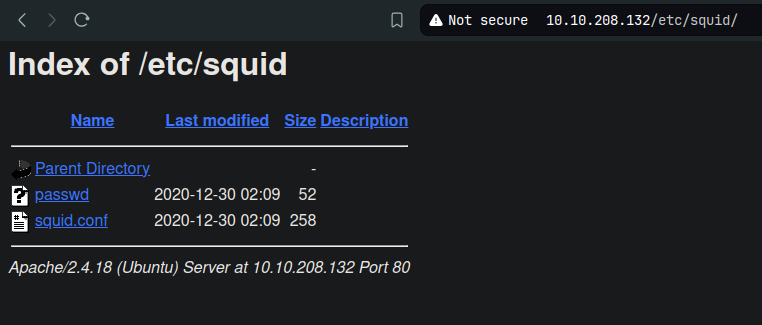 Not secure 10.10.208.132/etc/squid/
Index of /etc/squid
Name Last modified Size Description
Parent Directory -
passwd 2020-12-30 02:09 52
squid.conf 2020-12-30 02:09 258
Apache/2.4.18 (Ubuntu) Server at 10.10.208.132 Port 80